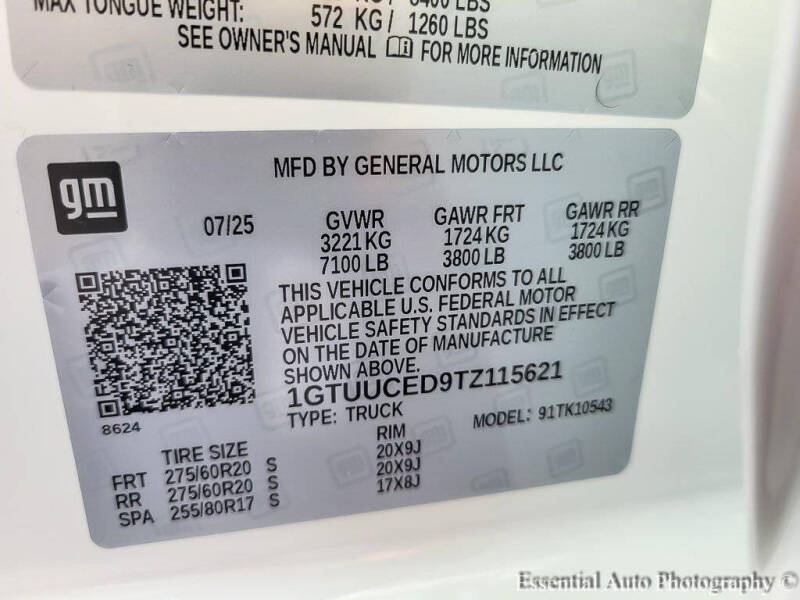 MAX TONGUE WEIGHT: 572 KG / 1260 LBS
SEE OWNER'S MANUAL FOR MORE INFORMATION
gm
MFD BY GENERAL MOTORS LLC
07/25 GVWR GAWR FRT GAWR RR
3221 KG 1724 KG 1724 KG
7100 LB 3800 LB 3800 LB
THIS VEHICLE CONFORMS TO ALL
APPLICABLE U.S. FEDERAL MOTOR
VEHICLE SAFETY STANDARDS IN EFFECT
ON THE DATE OF MANUFACTURE
SHOWN ABOVE.
1GTUUCED9TZ115621
8624
TYPE: TRUCK MODEL: 91TK10543
TIRE SIZE RIM
FRT 275/60R20 S 20X9J
RR 275/60R20 S 20X9J
SPA 255/80R17 S 17X8J
Essential Auto Photography ©